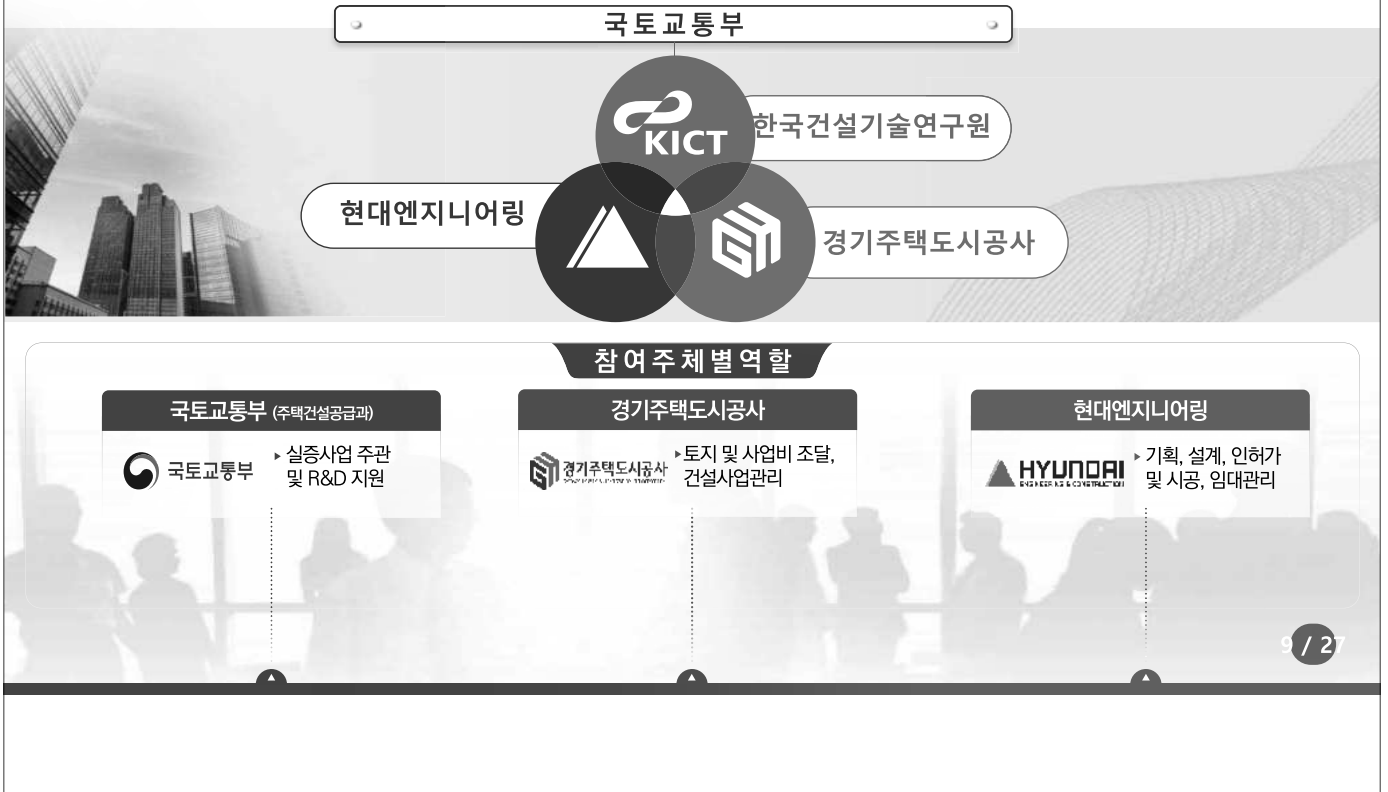 국토교통부
KICT
한국건설기술연구원
현대엔지니어링
경기주택도시공사
참여주체별역할
국토교통부 (주택건설공급과)
국토교통부
▸ 실증사업 주관
및 R&D 지원
경기주택도시공사
경기주택도시공사
▸토지 및 사업비 조달,
건설사업관리
현대엔지니어링
HYUNDAI
ENGINEERING & CONSTRUCTION
▸ 기획, 설계, 인허가
및 시공, 임대관리
9 / 27